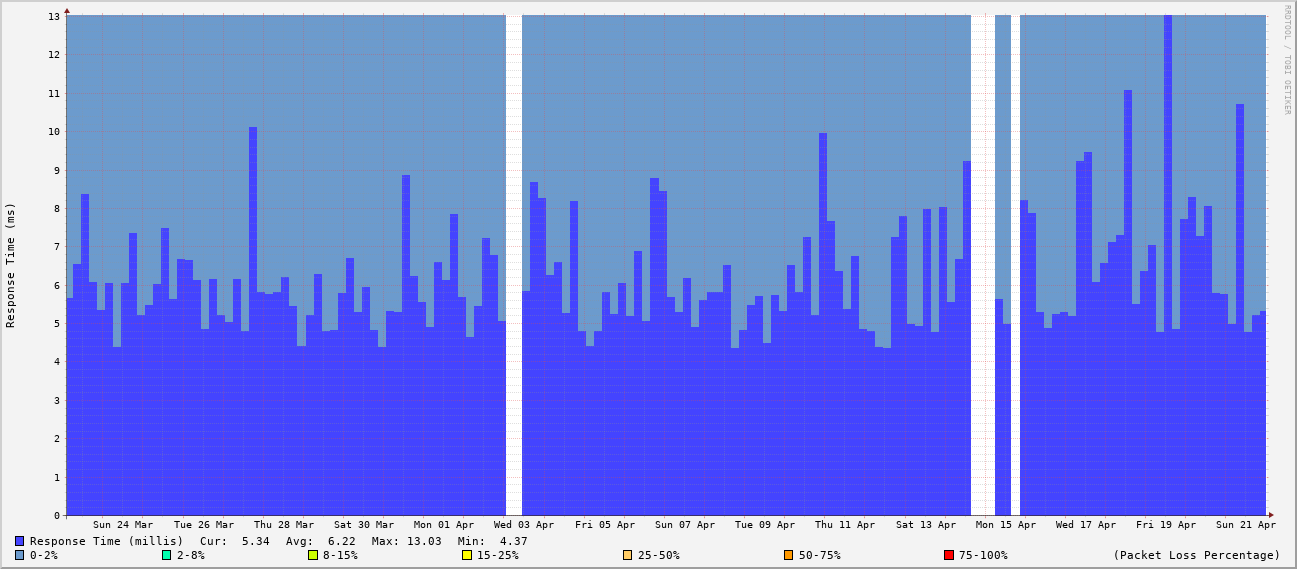 RRDTOOL / TOBI OETIKER
Response Time (ms)
13
12
11
10
9
8
7
6
5
4
3
2
1
0
Sun 24 Mar Tue 26 Mar Thu 28 Mar Sat 30 Mar Mon 01 Apr Wed 03 Apr Fri 05 Apr Sun 07 Apr Tue 09 Apr Thu 11 Apr Sat 13 Apr Mon 15 Apr Wed 17 Apr Fri 19 Apr Sun 21 Apr
Response Time (millis) Cur: 5.34 Avg: 6.22 Max: 13.03 Min: 4.37
0-2% 2-8% 8-15% 15-25% 25-50% 50-75% 75-100% (Packet Loss Percentage)